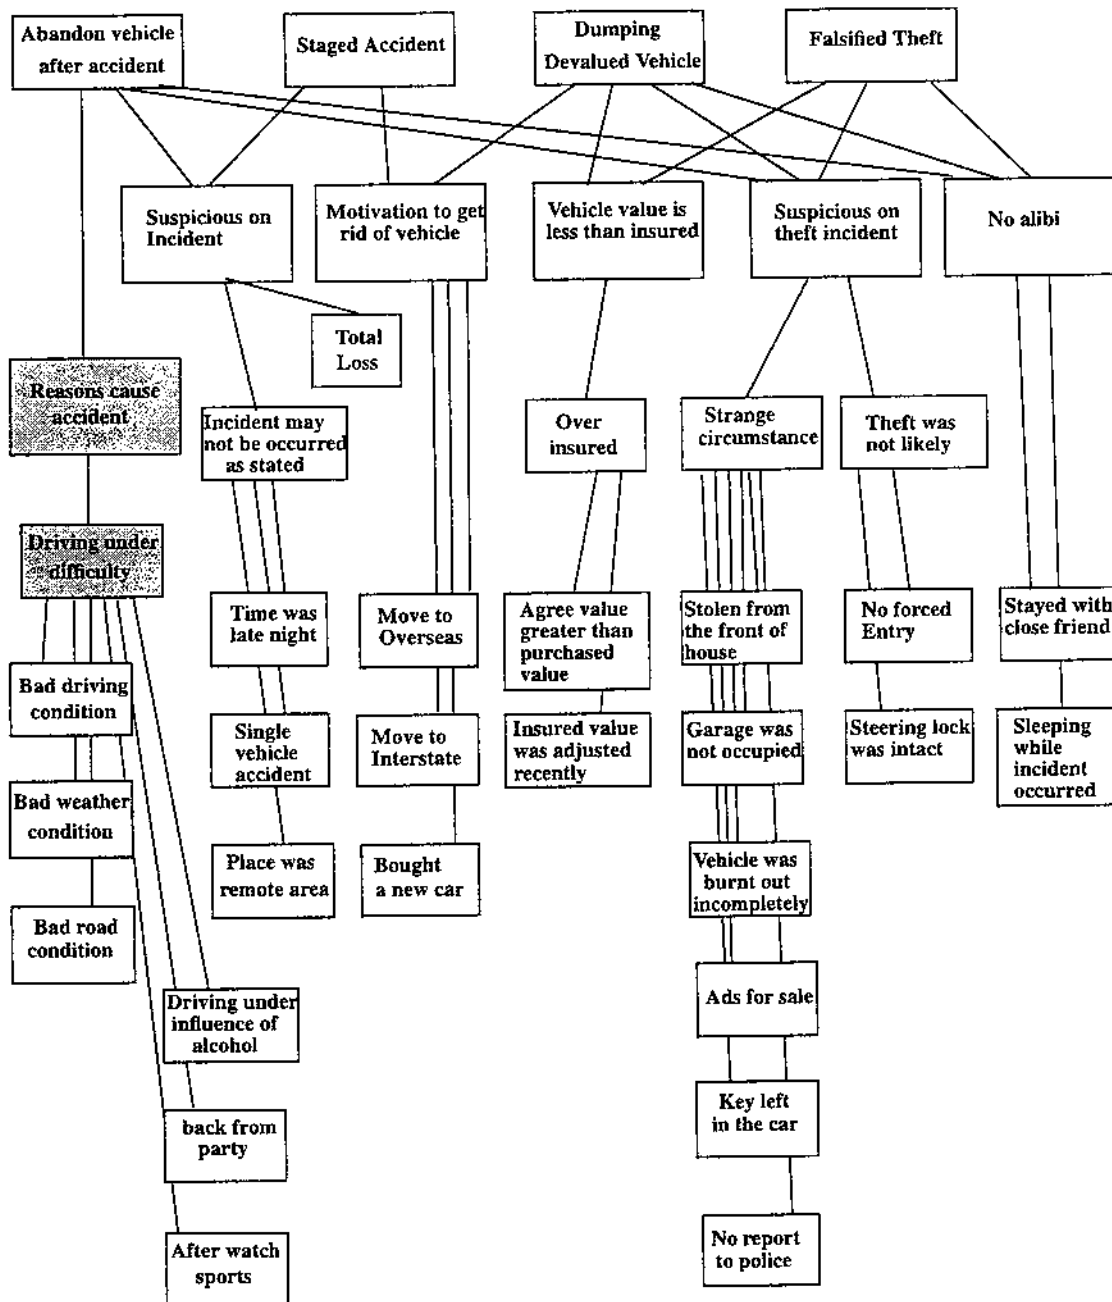 Abandon vehicle
after accident
Staged Accident
Dumping
Devalued Vehicle
Falsified Theft
Suspicious on
Incident
Motivation to get
rid of vehicle
Vehicle value is
less than insured
Suspicious on
theft incident
No alibi
Total
Loss
Reasons cause
accident
Incident may
not be occurred
as stated
Over
insured
Strange
circumstance
Theft was
not likely
Driving under
difficulty
Time was
late night
Move to
Overseas
Agree value
greater than
purchased
value
Stolen from
the front of
house
No forced
Entry
Stayed with
close friend
Bad driving
condition
Single
vehicle
accident
Move to
Interstate
Insured value
was adjusted
recently
Garage was
not occupied
Steering lock
was intact
Sleeping
while
incident
occurred
Bad weather
condition
Place was
remote area
Bought
a new car
Vehicle was
burnt out
incompletely
Bad road
condition
Driving under
influence of
alcohol
Ads for sale
back from
party
Key left
in the car
After watch
sports
No report
to police